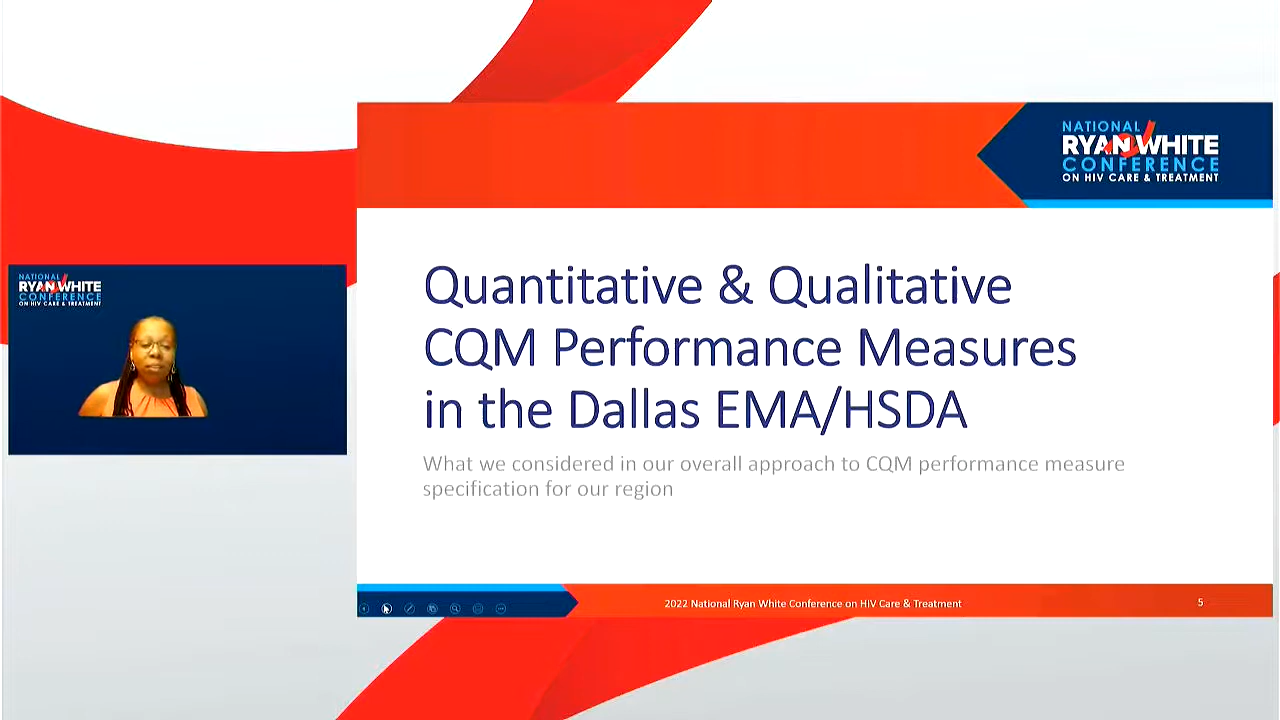 NATIONAL
RYAN WHITE
CONFERENCE
ON HIV CARE & TREATMENT
NATIONAL
RYAN WHITE
CONFERENCE
ON HIV CARE & TREATMENT
Quantitative & Qualitative
CQM Performance Measures
in the Dallas EMA/HSDA
What we considered in our overall approach to CQM performance measure
specification for our region
2022 National Ryan White Conference on HIV Care & Treatment
5